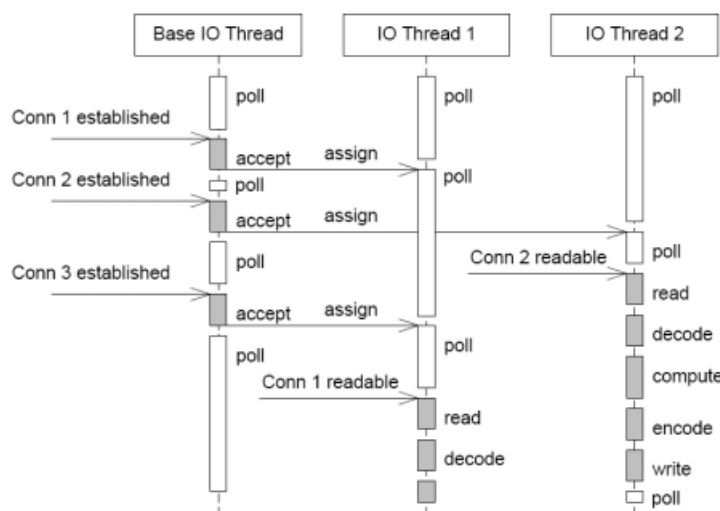 Base IO Thread
IO Thread 1
IO Thread 2
poll
poll
poll
Conn 1 established
accept
assign
poll
Conn 2 established
poll
accept
assign
poll
poll
Conn 2 readable
Conn 3 established
read
accept
assign
decode
poll
poll
Conn 1 readable
compute
read
encode
decode
write
poll